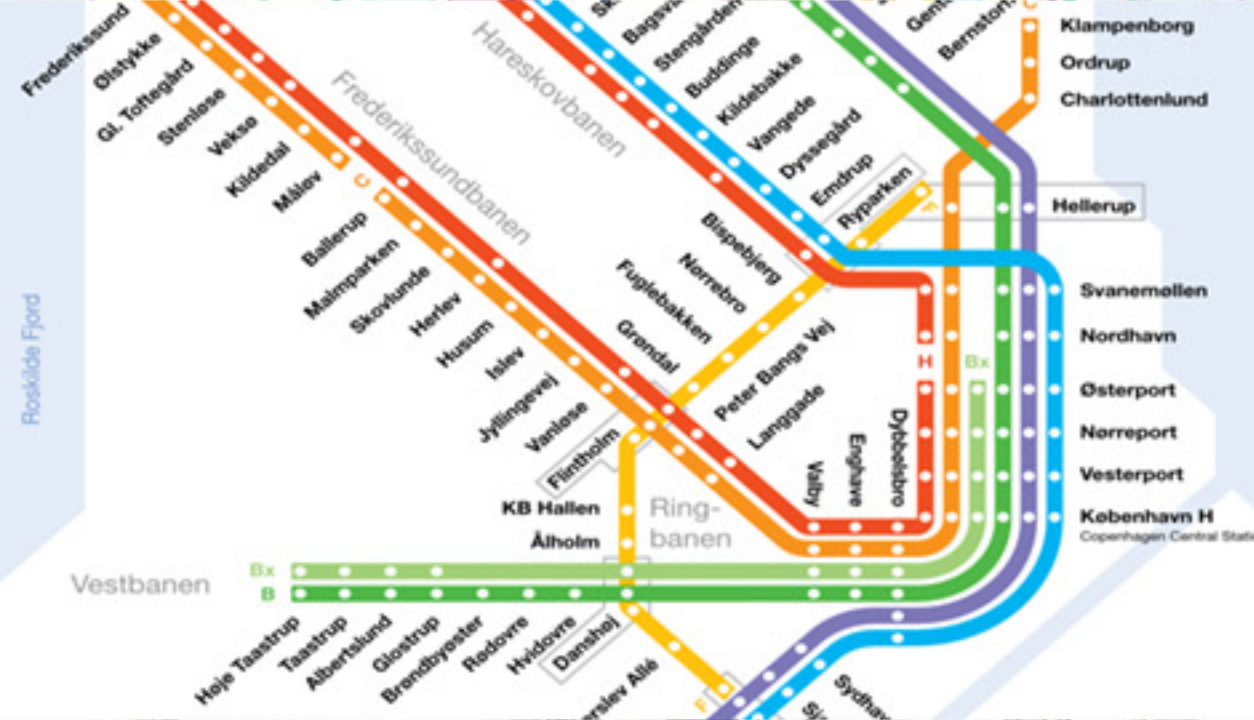 Frederikssund
Ølstykke
Gl. Toftegård
Stenløse
Veksø
Kildedal
Måløv
C
Ballerup
Malmparken
Skovlunde
Herlev
Husum
Islev
Jyllingevej
Vanløse
Flintholm
Frederikssundbanen
Hareskovbanen
Stengården
Buddinge
Kildebakke
Vangede
Dyssegård
Emdrup
Ryparken
F
Bispebjerg
Nørrebro
Fuglebakken
Grøndal
Peter Bangs Vej
Langgade
Valby
Enghave
Dybbølsbro
C
Klampenborg
Ordrup
Charlottenlund
Hellerup
Svanemøllen
Nordhavn
H
Bx
Østerport
Nørreport
Vesterport
København H
Copenhagen Central
KB Hallen
Ålholm
Ring-
banen
Roskilde Fjord
Vestbanen
Bx
B
Høje Taastrup
Taastrup
Albertslund
Glostrup
Brøndbyøster
Rødovre
Hvidovre
Danshøj
Allé
F